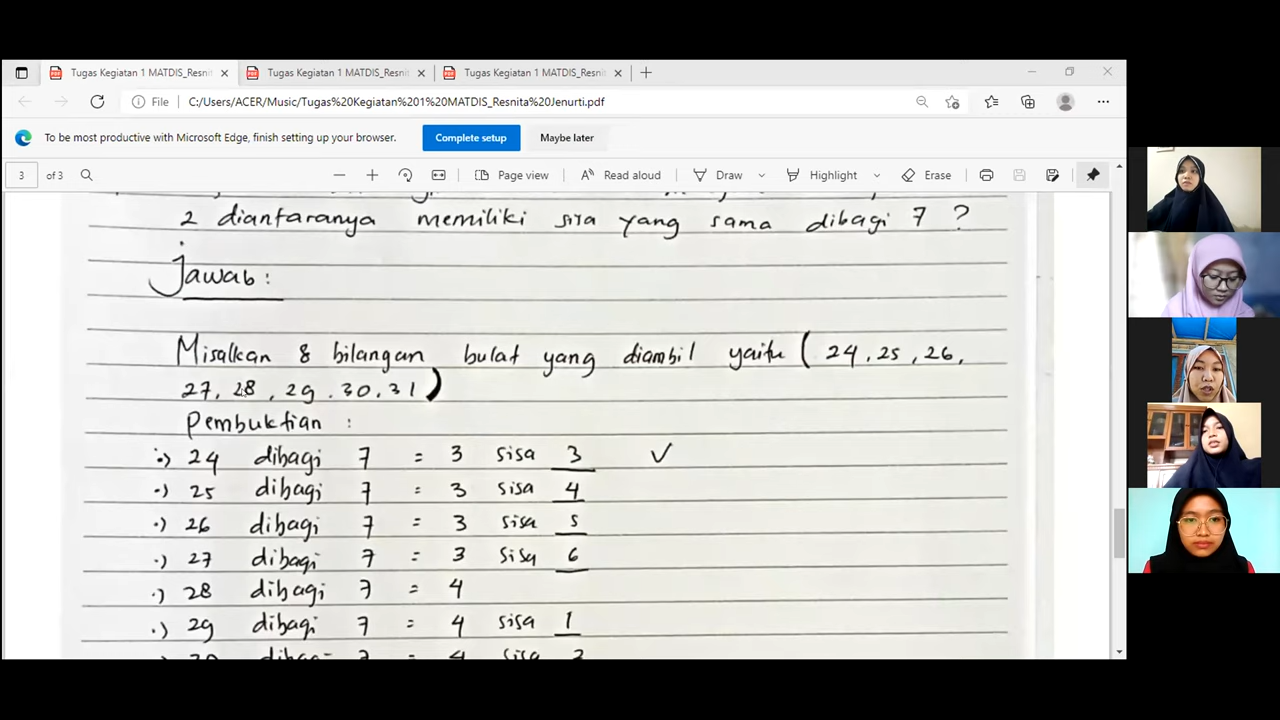 Tugas Kegiatan 1 MATDIS_Resnit
Tugas Kegiatan 1 MATDIS_Resnit
Tugas Kegiatan 1 MATDIS_Resnit
File C:/Users/ACER/Music/Tugas%20Kegiatan%201%20MATDIS_Resnita%20Jenurti.pdf
To be most productive with Microsoft Edge, finish setting up your browser. Complete setup Maybe later
3 of 3 Page view Read aloud Draw Highlight Erase
2 diantaranya memiliki sisa yang sama dibagi 7 ?
Jawab :
Misalkan 8 bilangan bulat yang diambil yaitu ( 24, 25, 26,
27, 28, 29, 30, 31 )
Pembuktian :
24 dibagi 7 = 3 sisa 3 ✓
25 dibagi 7 = 3 sisa 4
26 dibagi 7 = 3 sisa 5
27 dibagi 7 = 3 sisa 6
28 dibagi 7 = 4
29 dibagi 7 = 4 sisa 1